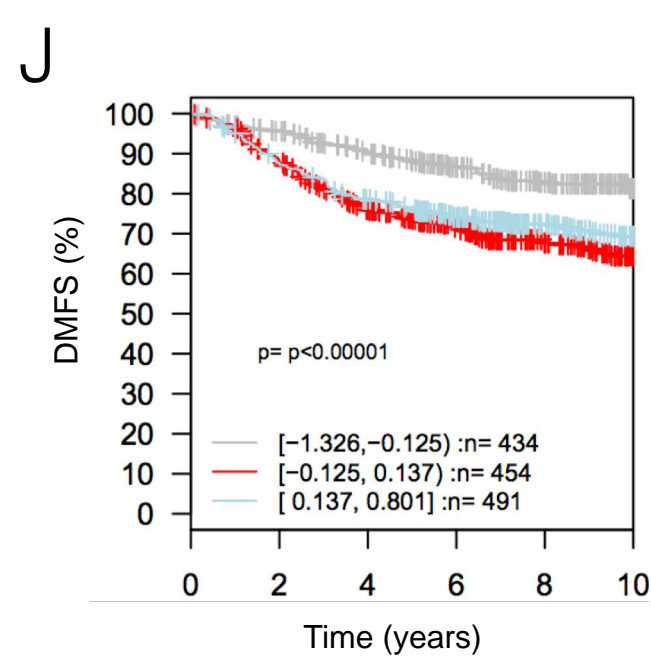 J
DMFS (%)
100
90
80
70
60
50
40
30
20
10
0
p= p<0.00001
[−1.326,−0.125) :n= 434
[−0.125, 0.137) :n= 454
[ 0.137, 0.801] :n= 491
0 2 4 6 8 10
Time (years)